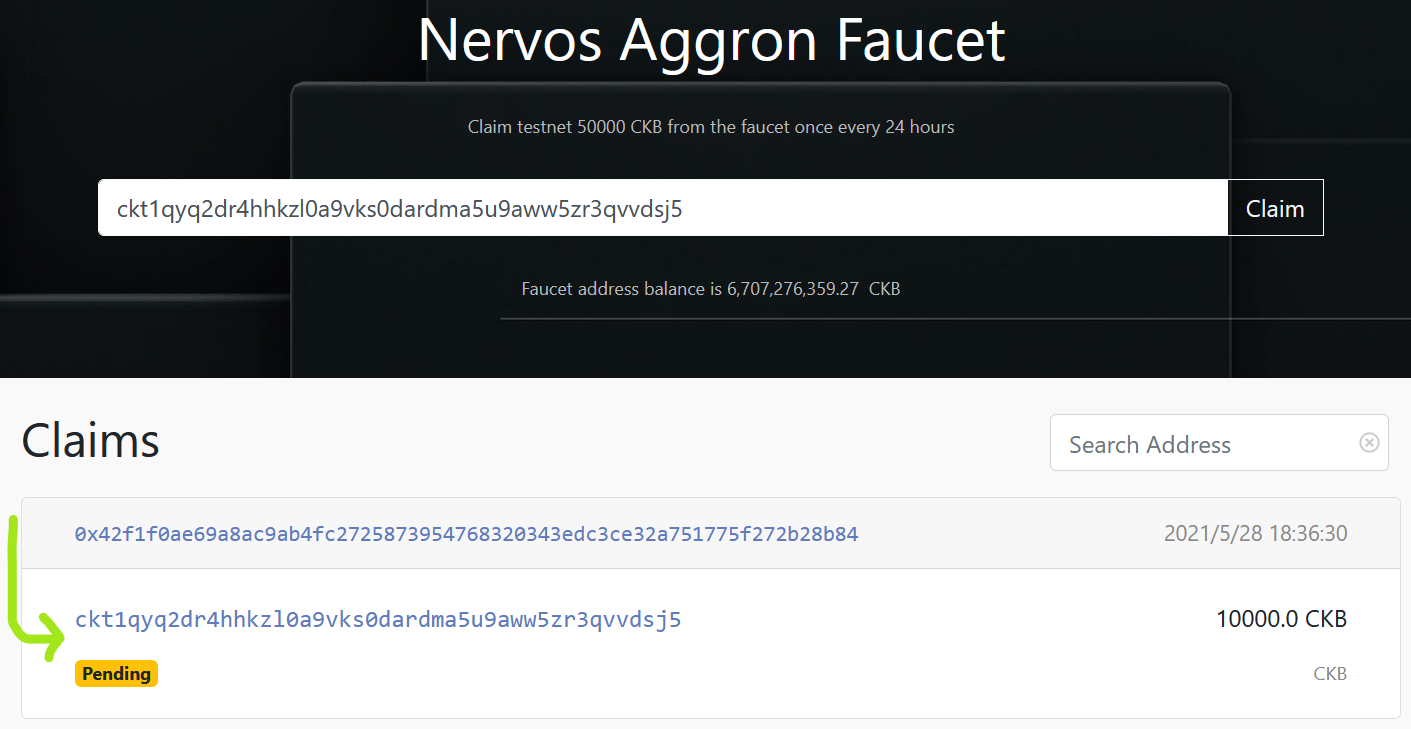 Nervos Aggron Faucet
Claim testnet 50000 CKB from the faucet once every 24 hours
ckt1qyq2dr4hhkzl0a9vks0dardma5u9aww5zr3qvvdsj5 Claim
Faucet address balance is 6,707,276,359.27 CKB
Claims Search Address
0x42f1f0ae69a8ac9ab4fc2725873954768320343edc3ce32a751775f272b28b84 2021/5/28 18:36:30
ckt1qyq2dr4hhkzl0a9vks0dardma5u9aww5zr3qvvdsj5 10000.0 CKB
Pending CKB